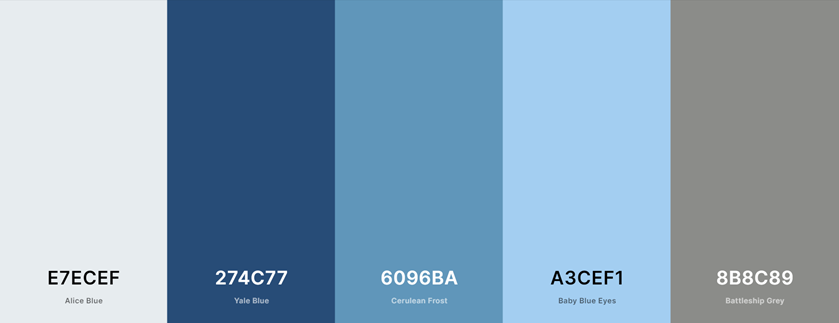 E7ECEF
Alice Blue
274C77
Yale Blue
6096BA
Cerulean Frost
A3CEF1
Baby Blue Eyes
8B8C89
Battleship Grey